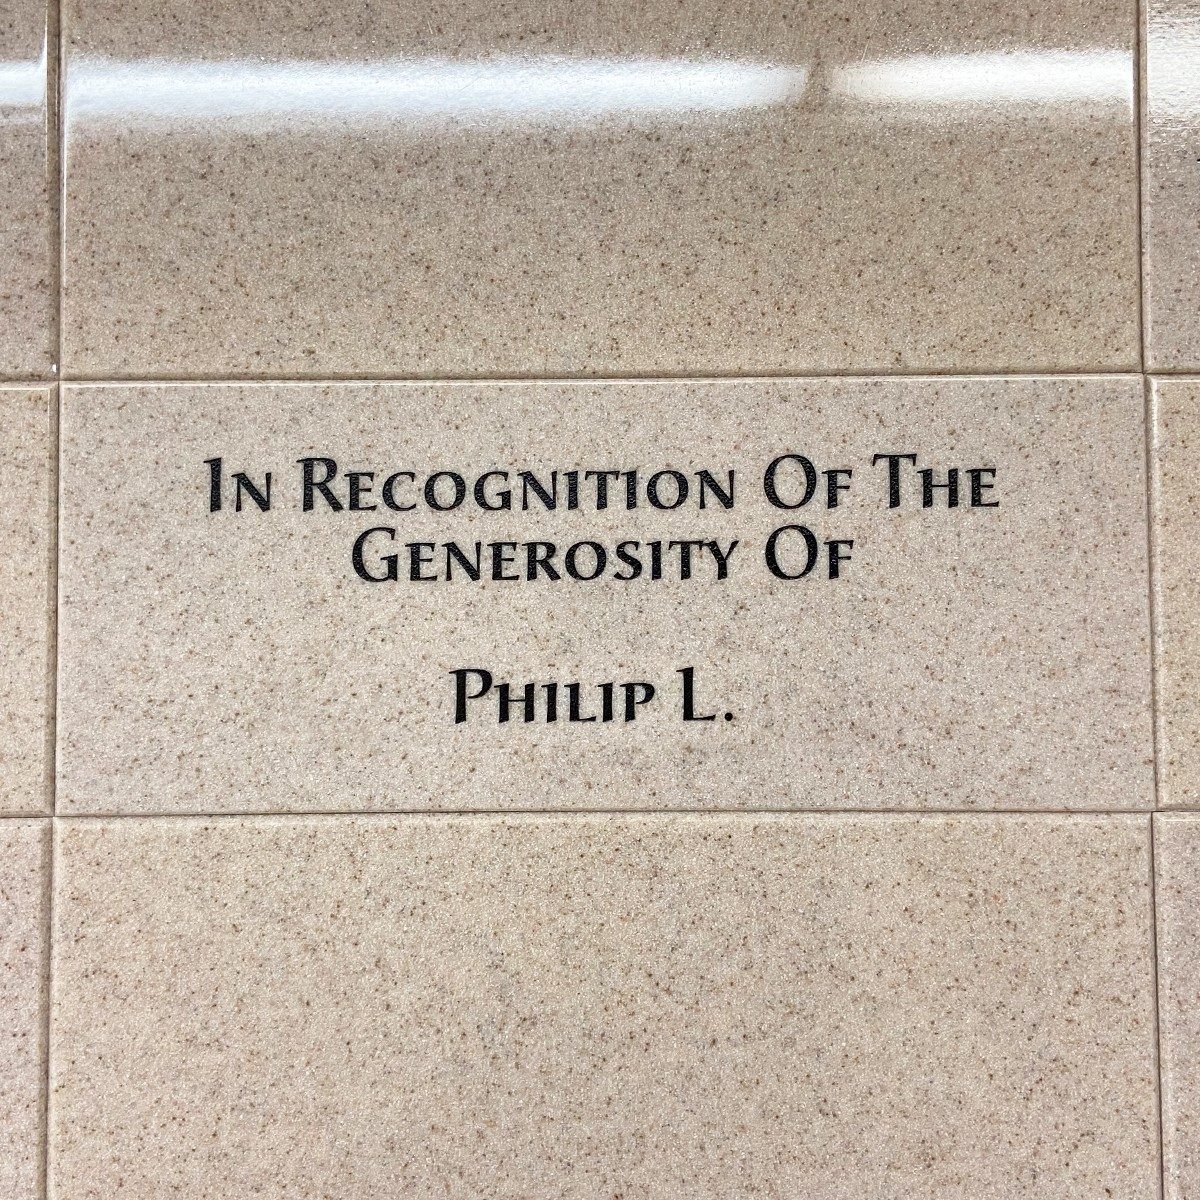 In Recognition Of The
Generosity Of
Philip L.